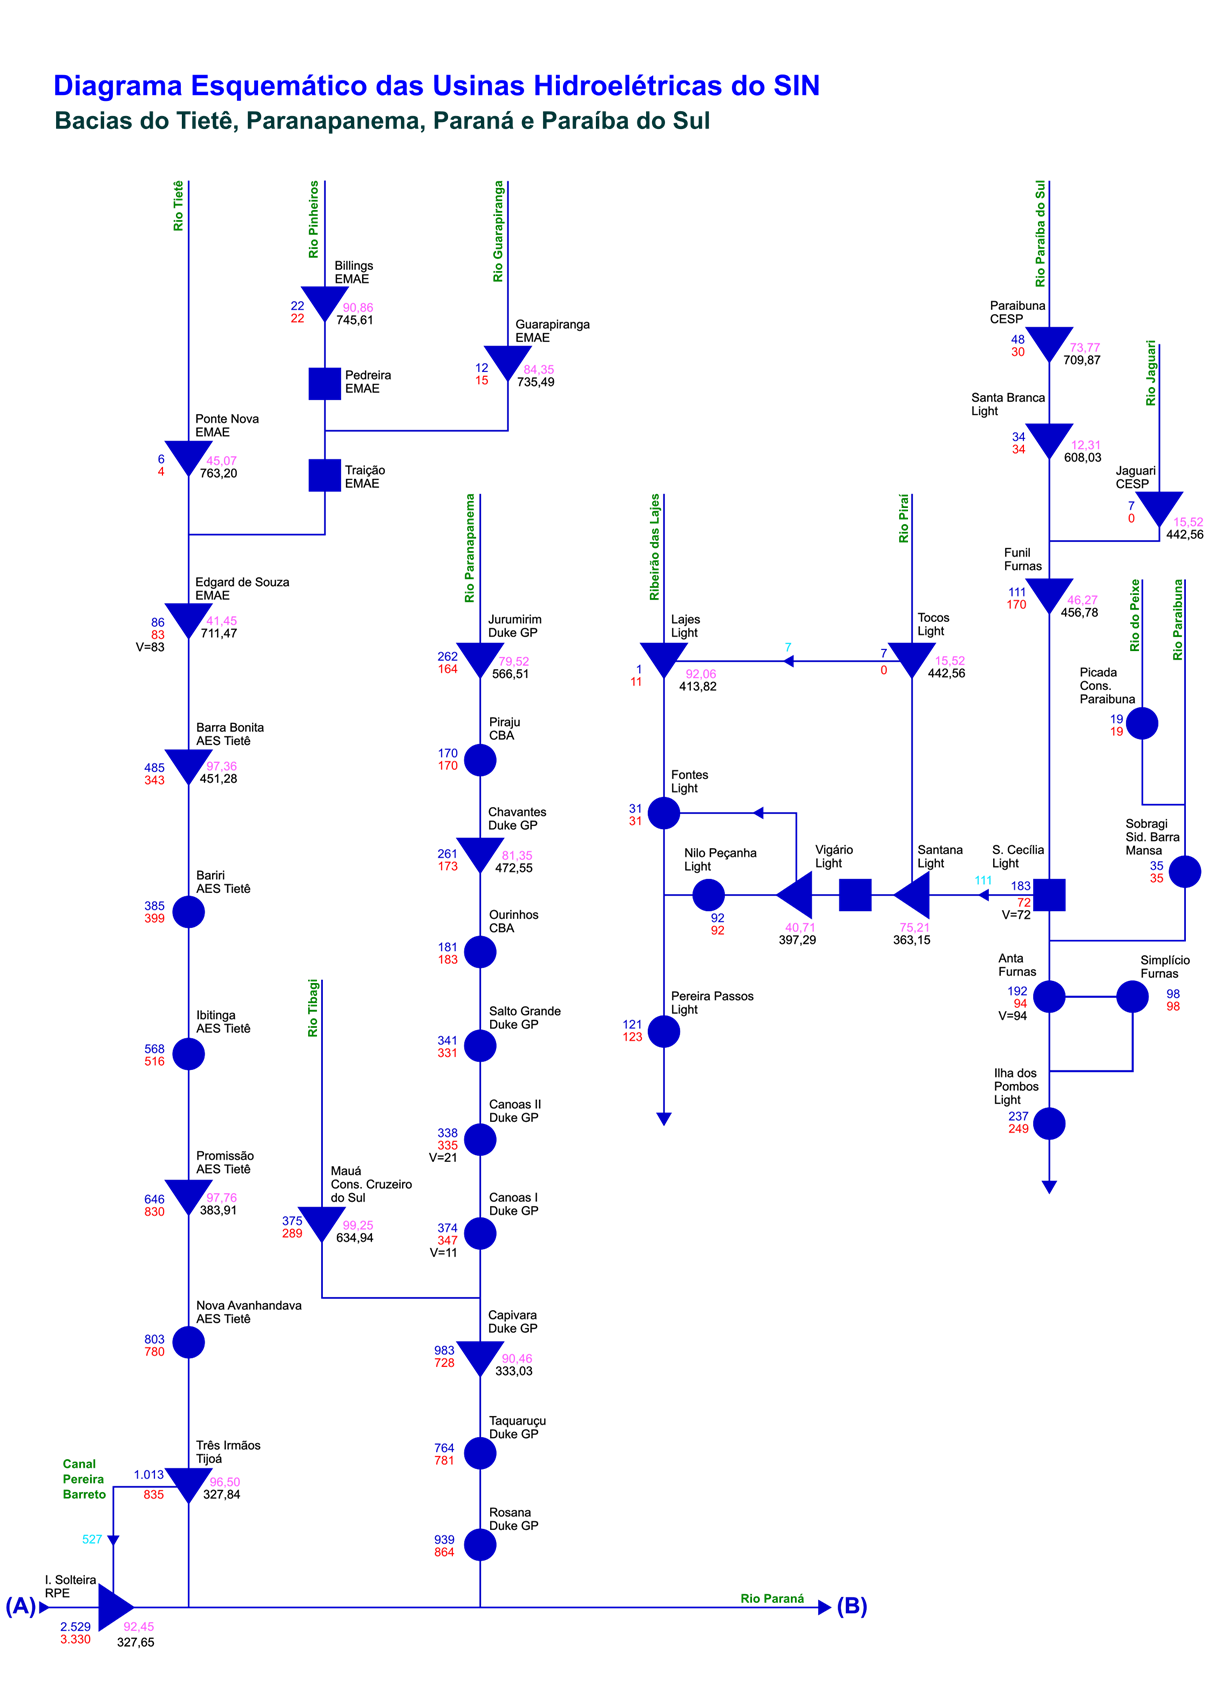 Diagrama Esquemático das Usinas Hidroelétricas do SIN
Bacias do Tietê, Paranapanema, Paraná e Paraíba do Sul
Rio Tietê
Ponte Nova
EMAE
6
4
45,07
763,20
Edgard de Souza
EMAE
86
83
V=83
41,45
711,47
Barra Bonita
AES Tietê
485
343
97,36
451,28
Bariri
AES Tietê
385
399
Ibitinga
AES Tietê
568
516
Promissão
AES Tietê
646
830
97,76
383,91
Nova Avanhandava
AES Tietê
803
780
Três Irmãos
Tijoá
1.013
835
96,50
327,84
Canal
Pereira
Barreto
527
I. Solteira
RPE
(A)
2.529
3.330
92,45
327,65
Rio Paraná
(B)
Rio Pinheiros
Billings
EMAE
22
22
90,86
745,61
Pedreira
EMAE
Traição
EMAE
Rio Guarapiranga
Guarapiranga
EMAE
12
15
84,35
735,49
Rio Tibagi
Mauá
Cons. Cruzeiro
do Sul
375
289
99,25
634,94
Rio Paranapanema
Jurumirim
Duke GP
262
164
79,52
566,51
Piraju
CBA
170
170
Chavantes
Duke GP
261
173
81,35
472,55
Ourinhos
CBA
181
183
Salto Grande
Duke GP
341
331
Canoas II
Duke GP
338
335
V=21
Canoas I
Duke GP
374
347
V=11
Capivara
Duke GP
983
728
90,46
333,03
Taquaruçu
Duke GP
764
781
Rosana
Duke GP
939
864
Ribeirão das Lajes
Lajes
Light
1
11
92,06
413,82
7
Fontes
Light
31
31
Nilo Peçanha
Light
92
92
Vigário
Light
40,71
397,29
Pereira Passos
Light
121
123
Rio Piraí
Tocos
Light
7
0
15,52
442,56
Santana
Light
75,21
363,15
111
Rio Paraíba do Sul
Paraibuna
CESP
48
30
73,77
709,87
Santa Branca
Light
34
34
12,31
608,03
Rio Jaguari
Jaguari
CESP
7
0
15,52
442,56
Funil
Furnas
111
170
46,27
456,78
S. Cecília
Light
183
72
V=72
Rio do Peixe
Rio Paraibuna
Picada
Cons.
Paraibuna
19
19
Sobragi
Sid. Barra
Mansa
35
35
Anta
Furnas
192
94
V=94
Simplício
Furnas
98
98
Ilha dos
Pombos
Light
237
249